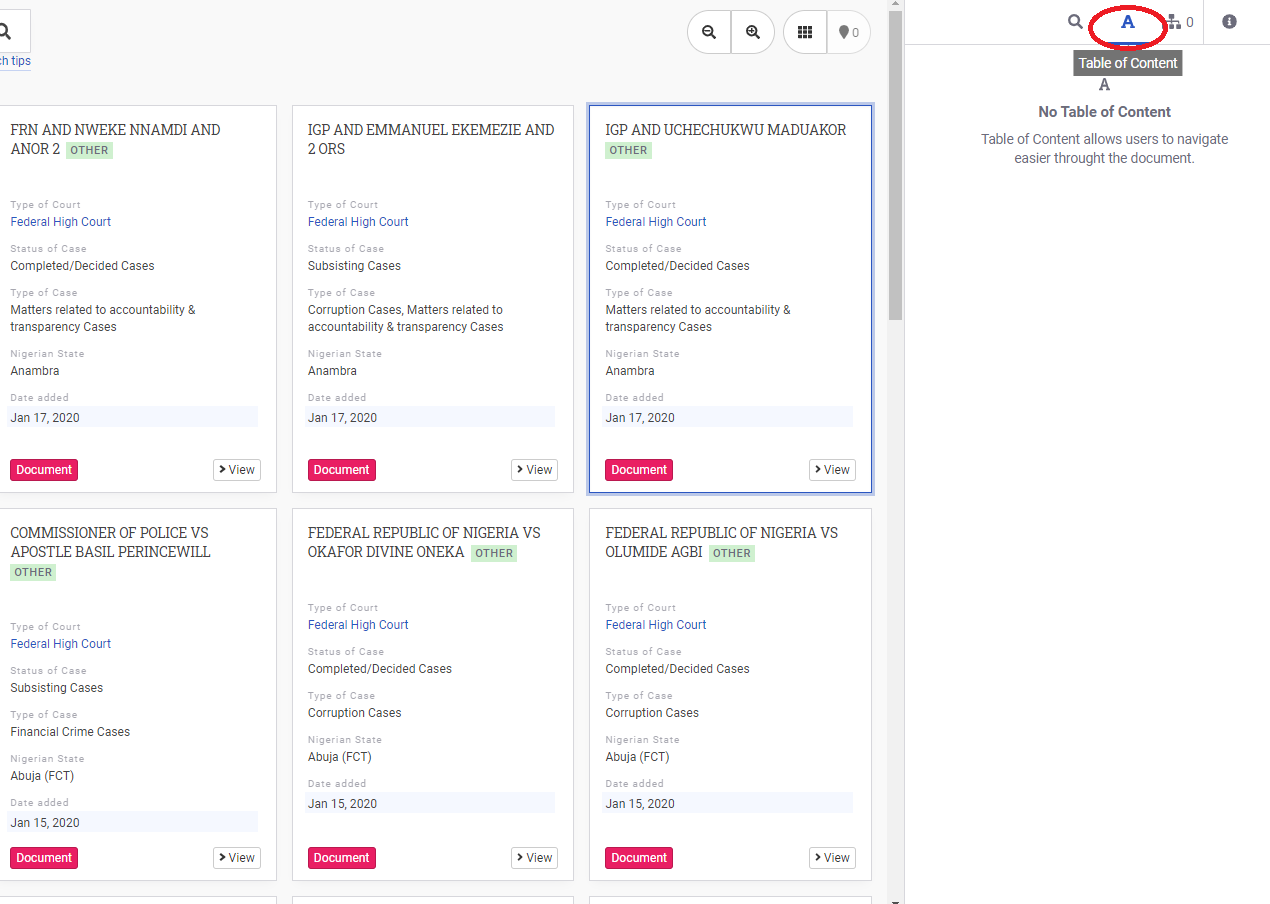 ch tips
0
A
0
Table of Content
A
No Table of Content
Table of Content allows users to navigate
easier throught the document.
FRN AND NWEKE NNAMDI AND
ANOR 2 OTHER
Type of Court
Federal High Court
Status of Case
Completed/Decided Cases
Type of Case
Matters related to accountability &
transparency Cases
Nigerian State
Anambra
Date added
Jan 17, 2020
Document
View
IGP AND EMMANUEL EKEMEZIE AND
2 ORS
Type of Court
Federal High Court
Status of Case
Subsisting Cases
Type of Case
Corruption Cases, Matters related to
accountability & transparency Cases
Nigerian State
Anambra
Date added
Jan 17, 2020
Document
View
IGP AND UCHECHUKWU MADUAKOR
OTHER
Type of Court
Federal High Court
Status of Case
Completed/Decided Cases
Type of Case
Matters related to accountability &
transparency Cases
Nigerian State
Anambra
Date added
Jan 17, 2020
Document
View
COMMISSIONER OF POLICE VS
APOSTLE BASIL PERINCEWILL
OTHER
Type of Court
Federal High Court
Status of Case
Subsisting Cases
Type of Case
Financial Crime Cases
Nigerian State
Abuja (FCT)
Date added
Jan 15, 2020
Document
View
FEDERAL REPUBLIC OF NIGERIA VS
OKAFOR DIVINE ONEKA OTHER
Type of Court
Federal High Court
Status of Case
Completed/Decided Cases
Type of Case
Corruption Cases
Nigerian State
Abuja (FCT)
Date added
Jan 15, 2020
Document
View
FEDERAL REPUBLIC OF NIGERIA VS
OLUMIDE AGBI OTHER
Type of Court
Federal High Court
Status of Case
Completed/Decided Cases
Type of Case
Corruption Cases
Nigerian State
Abuja (FCT)
Date added
Jan 15, 2020
Document
View